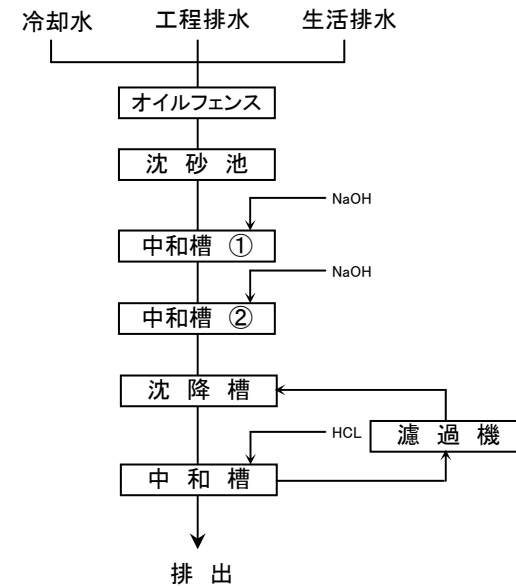 冷却水 工程排水 生活排水
オイルフェンス
沈 砂 池
NaOH
中和槽 ①
NaOH
中和槽 ②
沈 降 槽
HCL
濾 過 機
中 和 槽
排 出